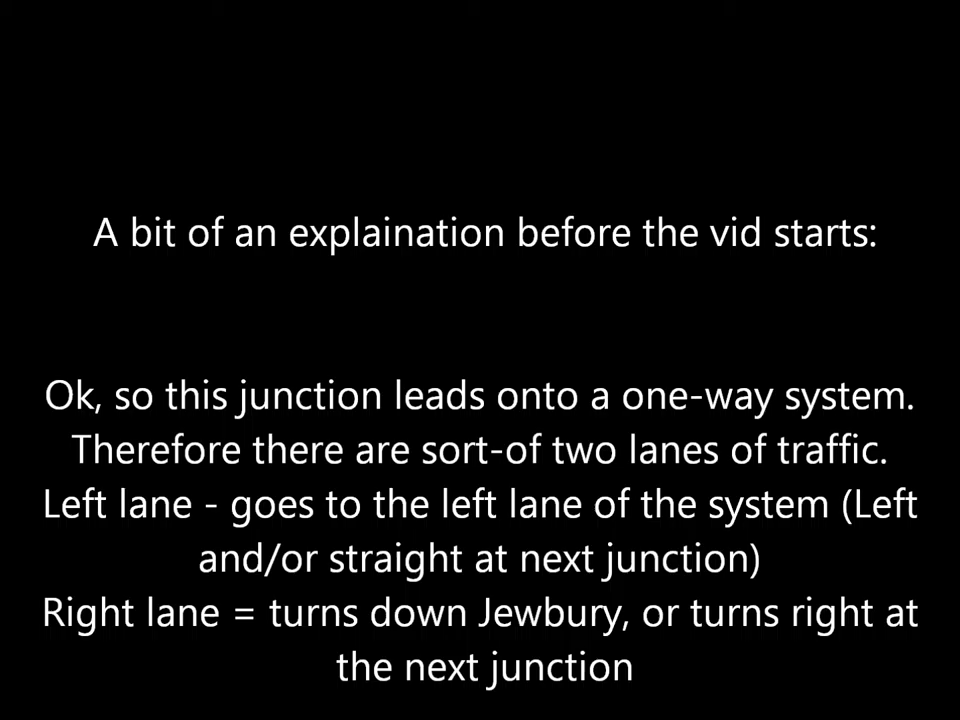 A bit of an explaination before the vid starts:
Ok, so this junction leads onto a one-way system.
Therefore there are sort-of two lanes of traffic.
Left lane - goes to the left lane of the system (Left
and/or straight at next junction)
Right lane = turns down Jewbury, or turns right at
the next junction